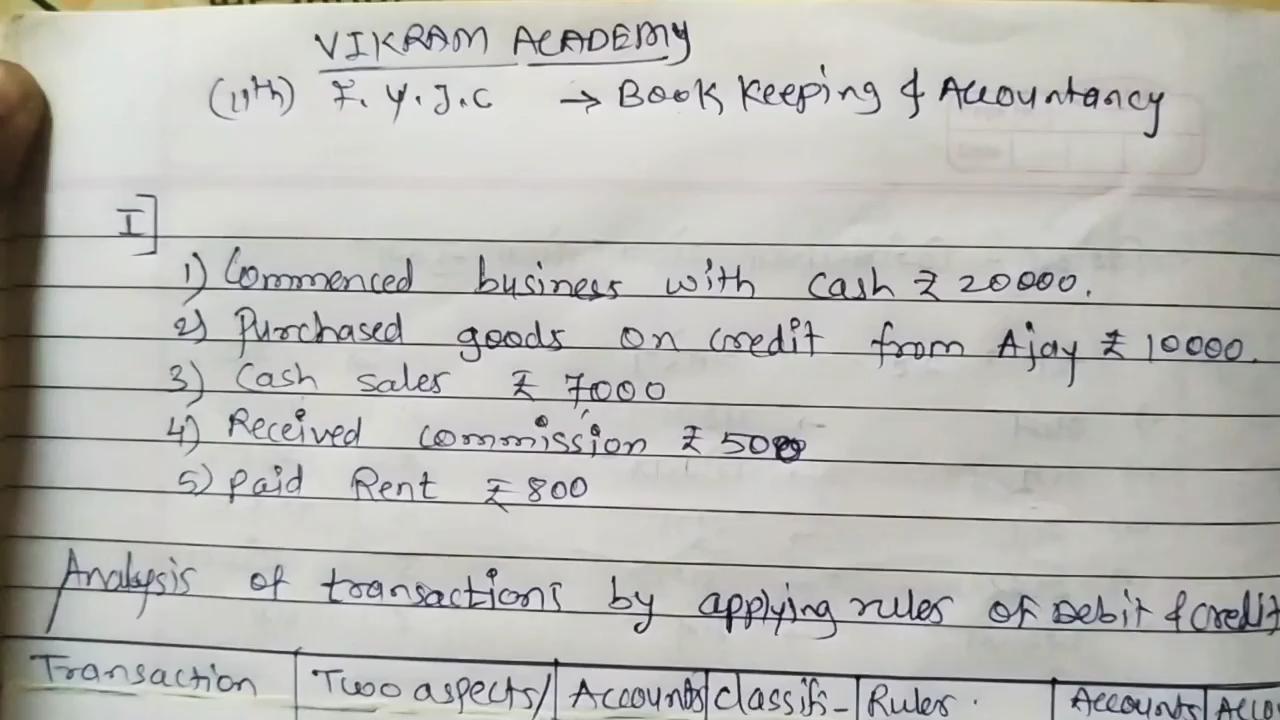 VIKRAM ACADEMY
(11th) F. Y. J. C → Book Keeping & Accountancy
I]
1) Commenced business with cash ₹ 20000.
2) Purchased goods on credit from Ajay ₹ 10000.
3) Cash sales ₹ 7000
4) Received commission ₹ 500
5) Paid Rent ₹ 800
Analysis of transactions by applying rules of Debit & Credit
Transaction Two aspects/ Accounts classifi- Rules. Accounts